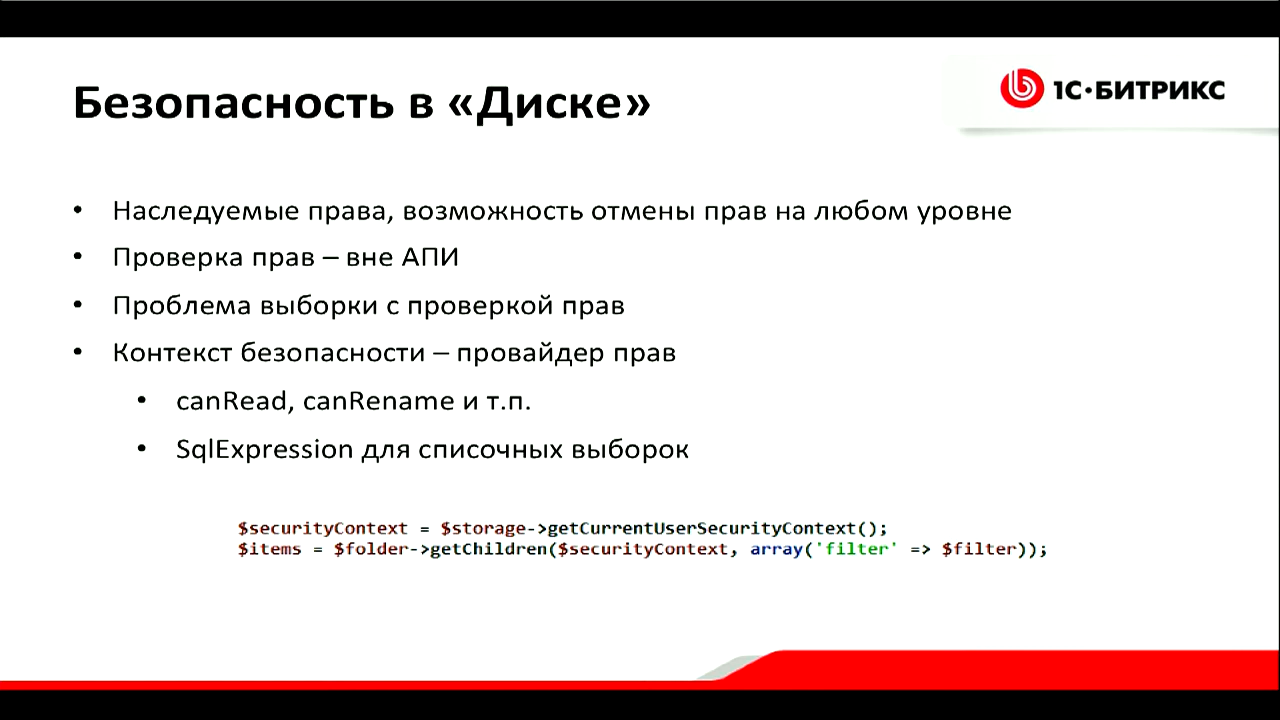 Безопасность в «Диске»
1С·БИТРИКС
• Наследуемые права, возможность отмены прав на любом уровне
• Проверка прав – вне АПИ
• Проблема выборки с проверкой прав
• Контекст безопасности – провайдер прав
• canRead, canRename и т.п.
• SqlExpression для списочных выборок
$securityContext = $storage->getCurrentUserSecurityContext();
$items = $folder->getChildren($securityContext, array('filter' => $filter));